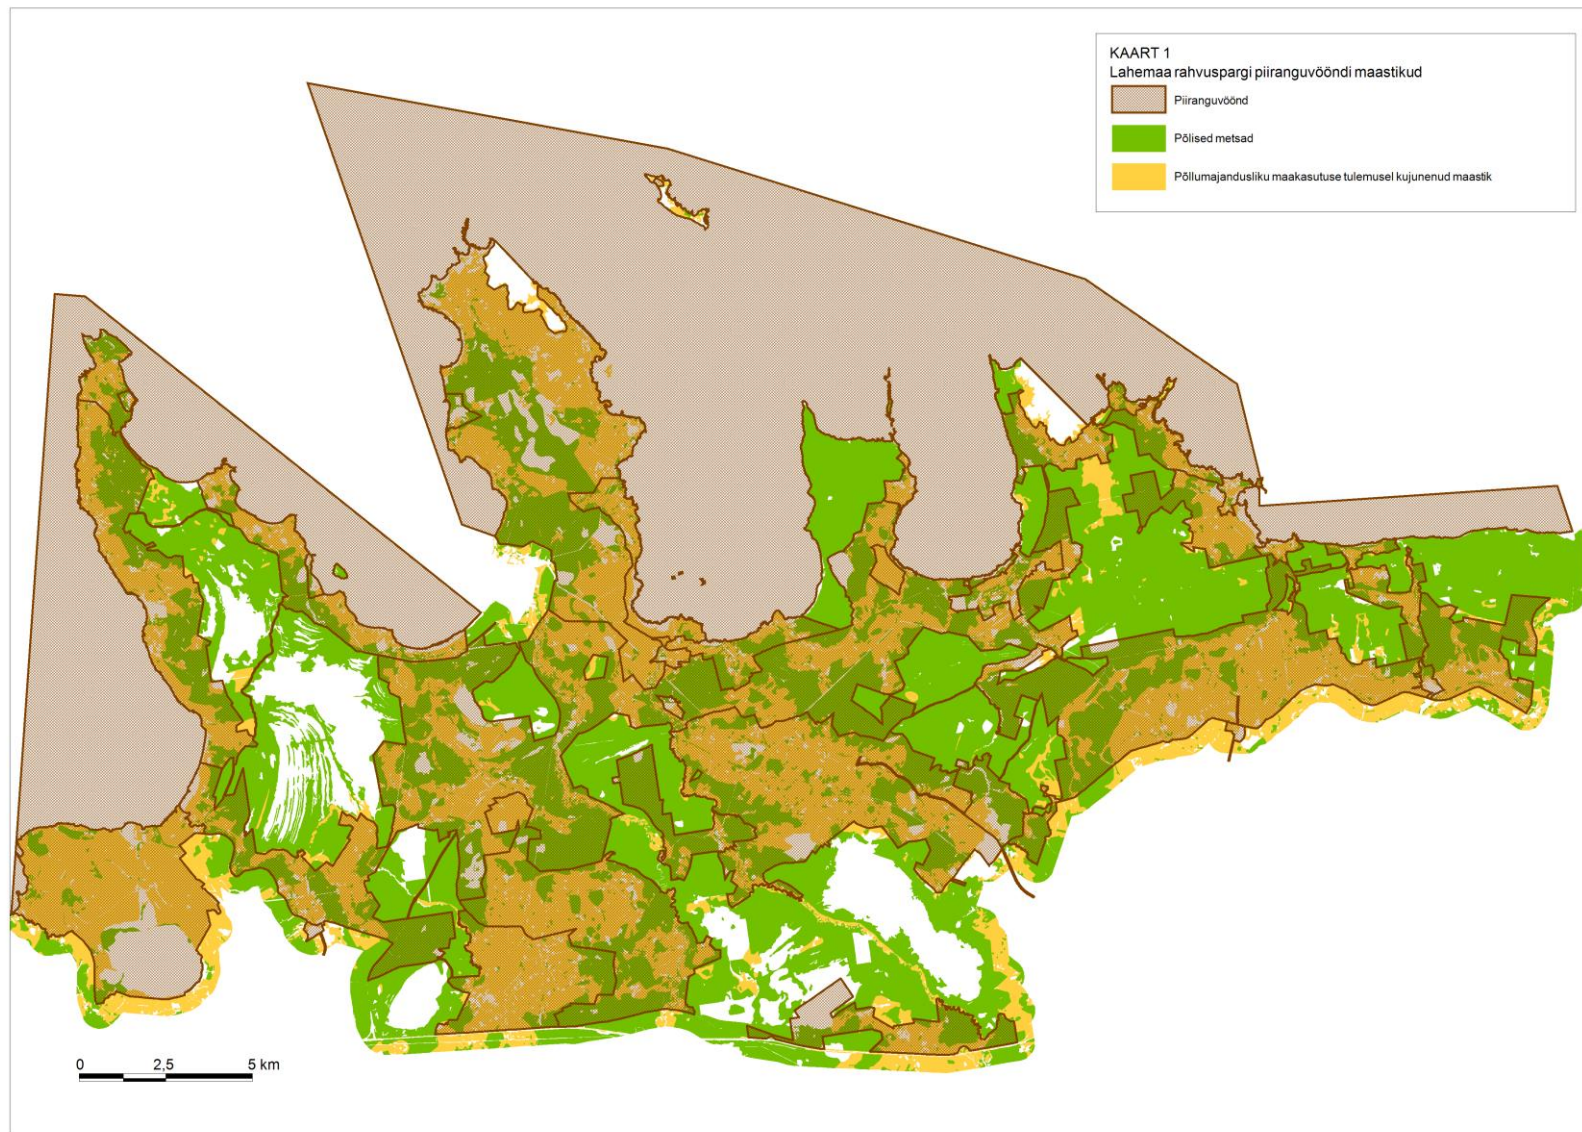 KAART 1
Lahemaa rahvuspargi piiranguvööndi maastikud
Piiranguvöönd
Põlised metsad
Põllumajandusliku maakasutuse tulemusel kujunenud maastik
0 2,5 5 km